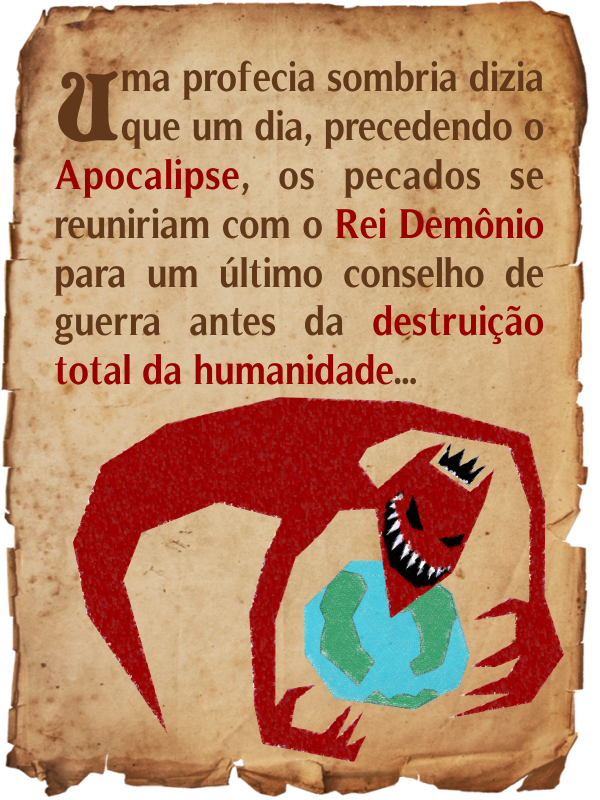 Uma profecia sombria dizia
que um dia, precedendo o
Apocalipse, os pecados se
reuniriam com o Rei Demônio
para um último conselho de
guerra antes da destruição
total da humanidade...